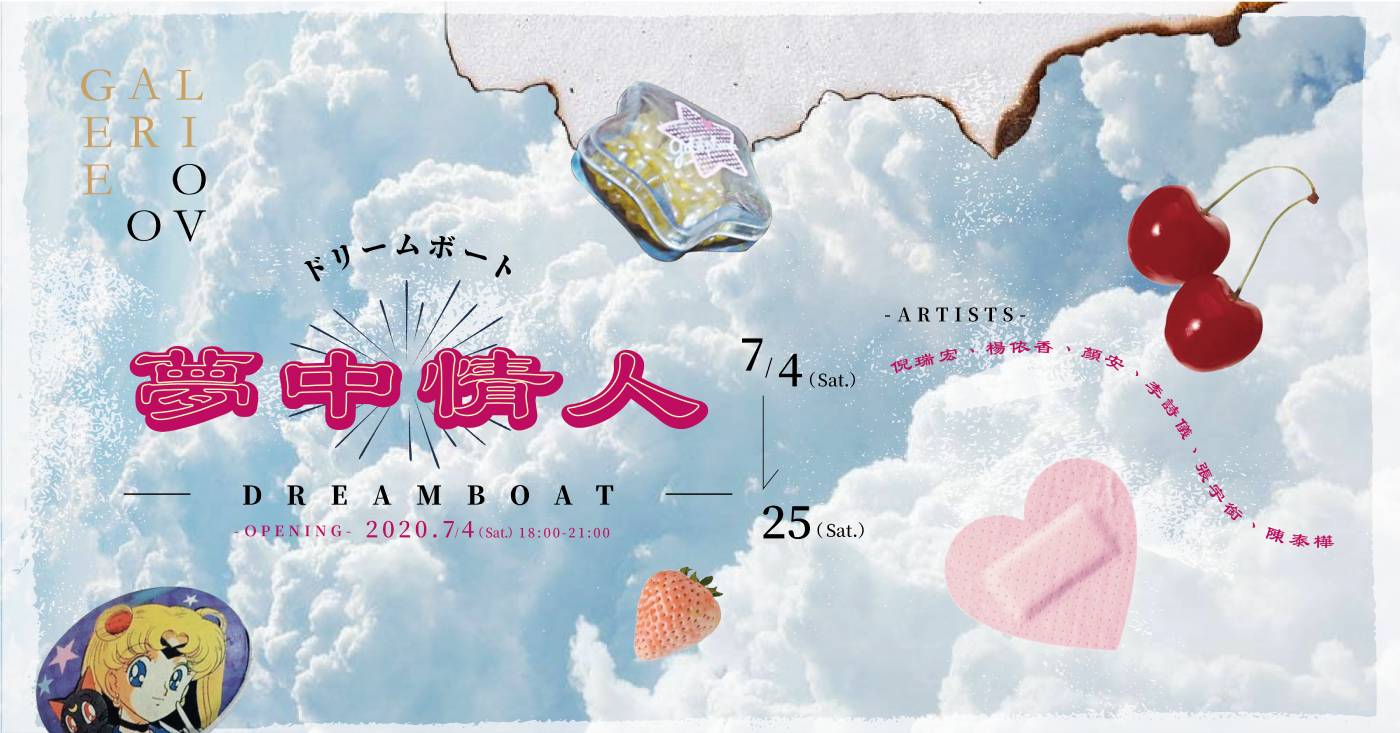 GAL
ERI
E O
OV
ドリームボート
夢中情人
DREAMBOAT
-OPENING- 2020.7/4(Sat.) 18:00-21:00
7/4(Sat.)
25(Sat.)
-ARTISTS-
倪瑞宏、楊依香、顏安、李詩儀、張宇銜、陳泰樺